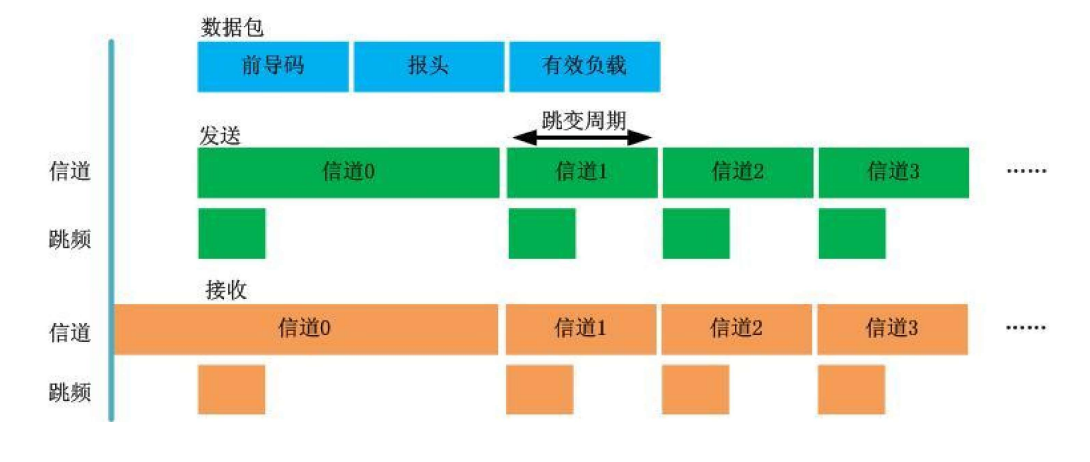 数据包
前导码 报头 有效负载
跳变周期
发送
信道 信道0 信道1 信道2 信道3 ……
跳频
接收
信道 信道0 信道1 信道2 信道3 ……
跳频